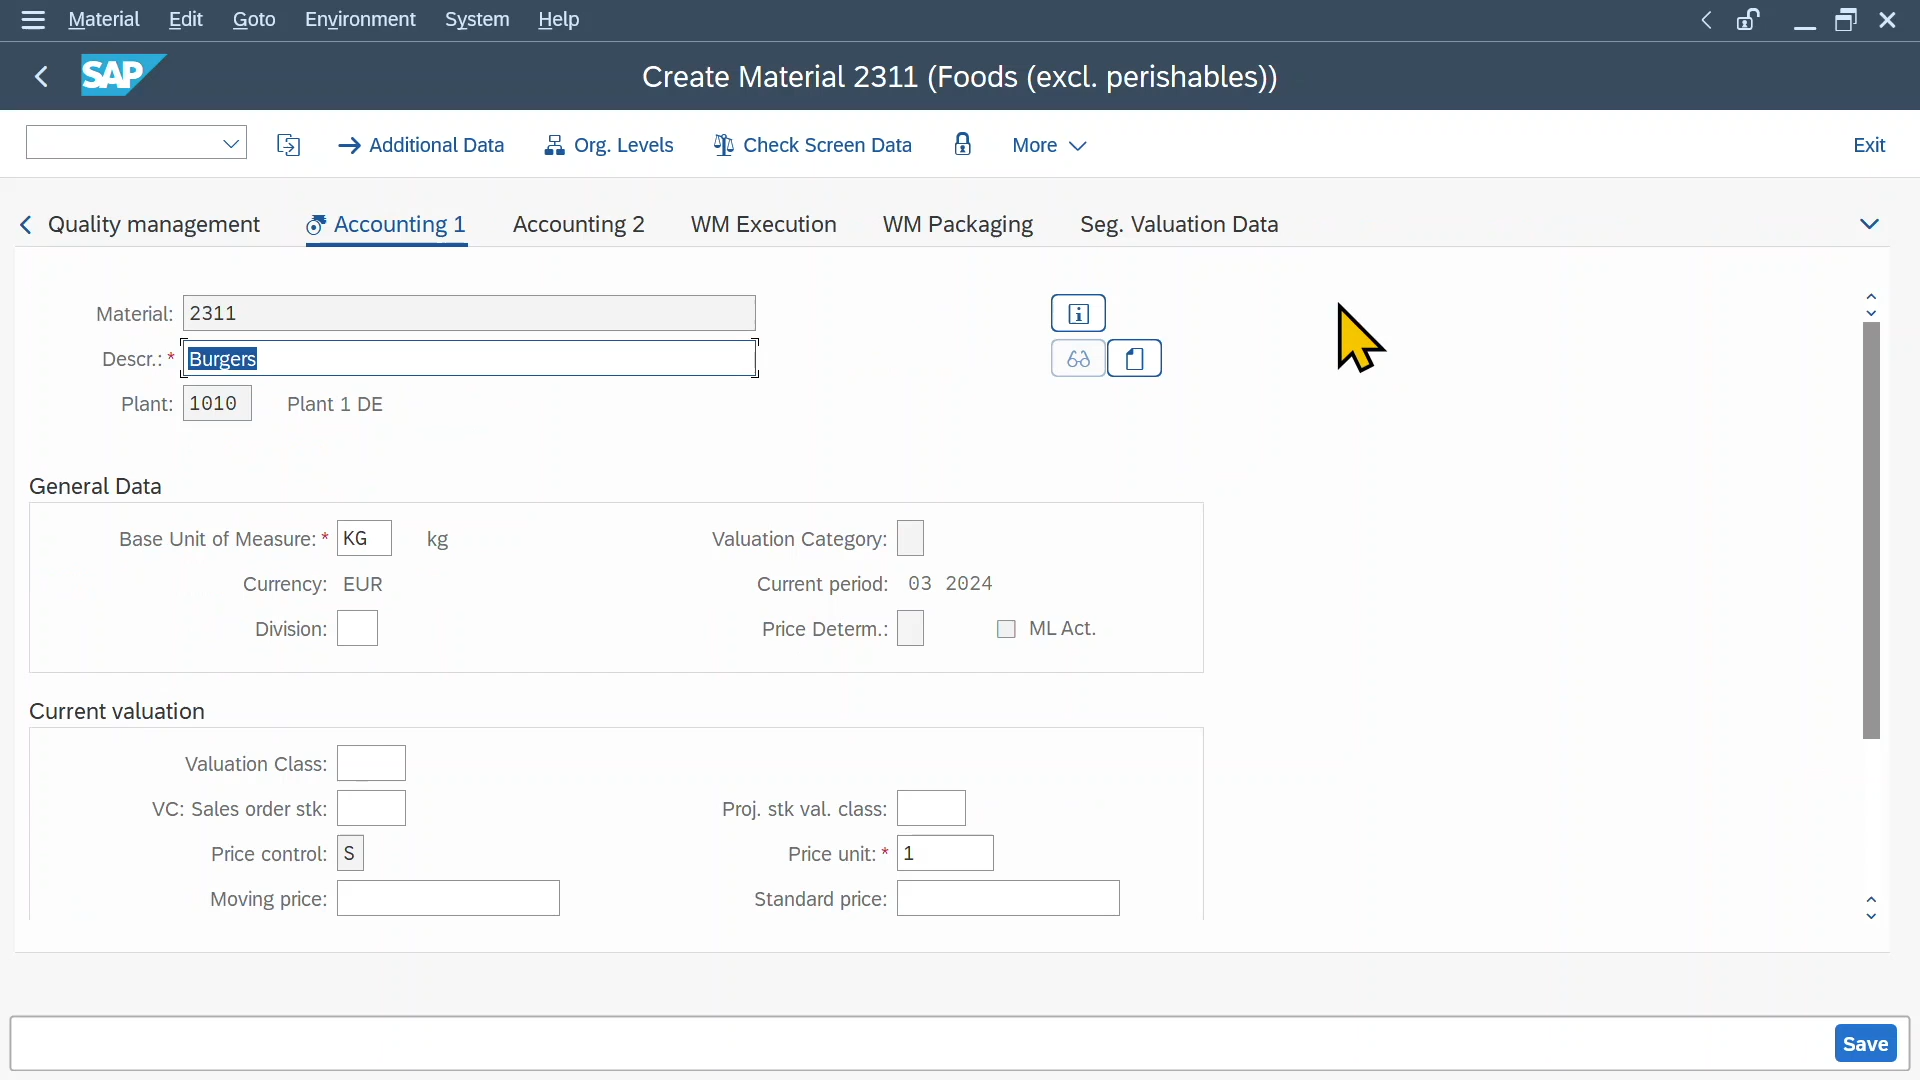 Material Edit Goto Environment System Help
SAP Create Material 2311 (Foods (excl. perishables))
Additional Data Org. Levels Check Screen Data More Exit
Quality management Accounting 1 Accounting 2 WM Execution WM Packaging Seg. Valuation Data
Material: 2311
Descr.: * Burgers
Plant: 1010 Plant 1 DE
General Data
Base Unit of Measure: * KG kg Valuation Category:
Currency: EUR Current period: 03 2024
Division: Price Determ.: ML Act.
Current valuation
Valuation Class:
VC: Sales order stk: Proj. stk val. class:
Price control: S Price unit: * 1
Moving price: Standard price:
Save